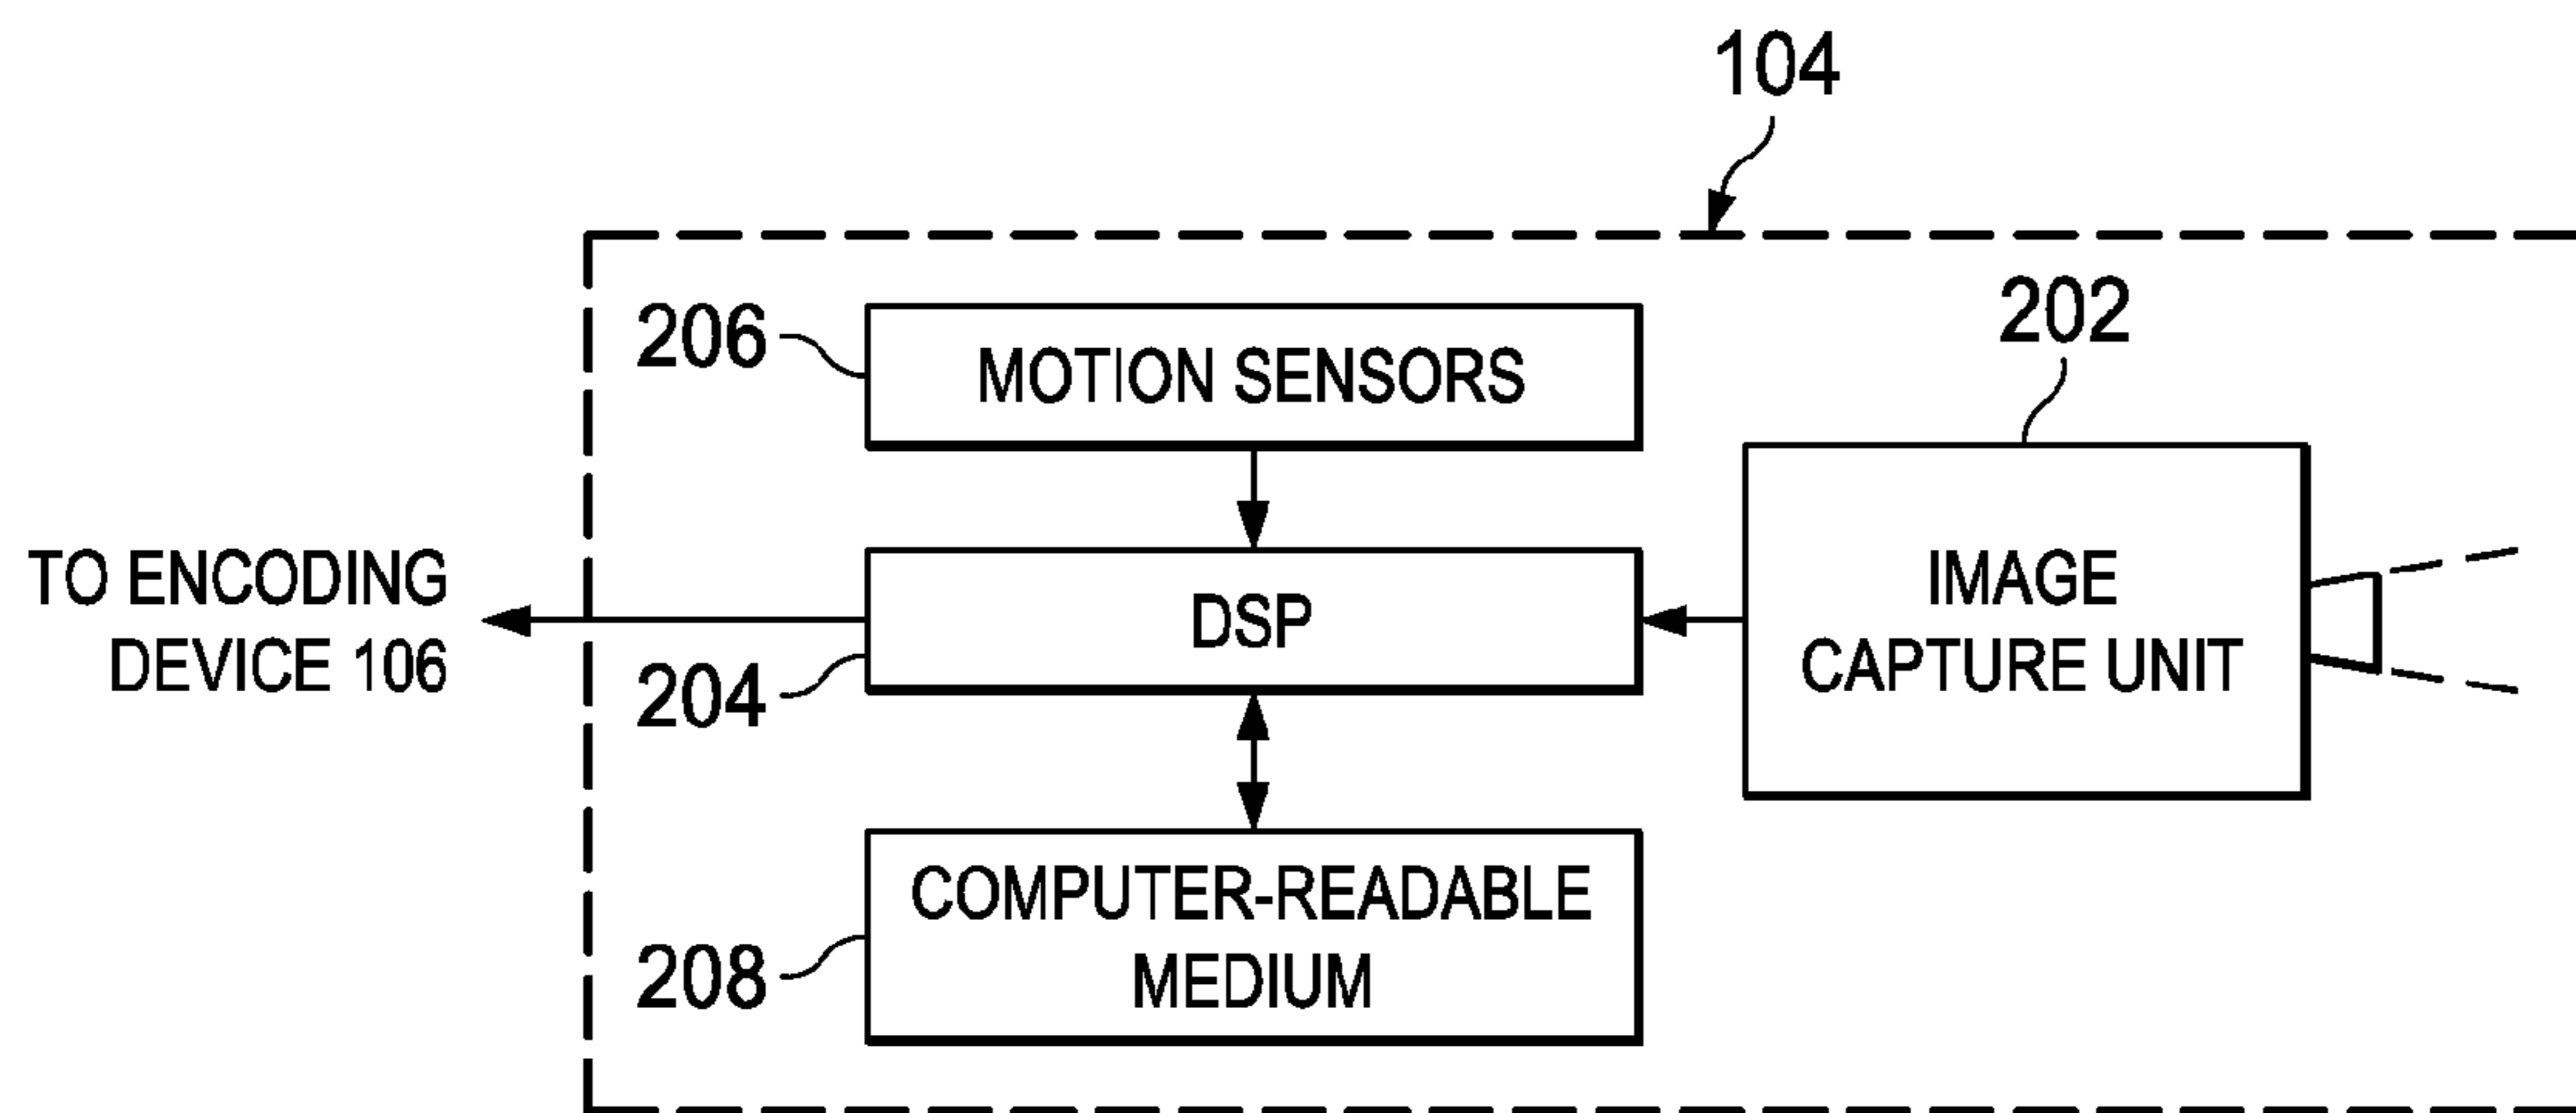 104
206
MOTION SENSORS
202
TO ENCODING
DEVICE 106
204
DSP
IMAGE
CAPTURE UNIT
208
COMPUTER-READABLE
MEDIUM